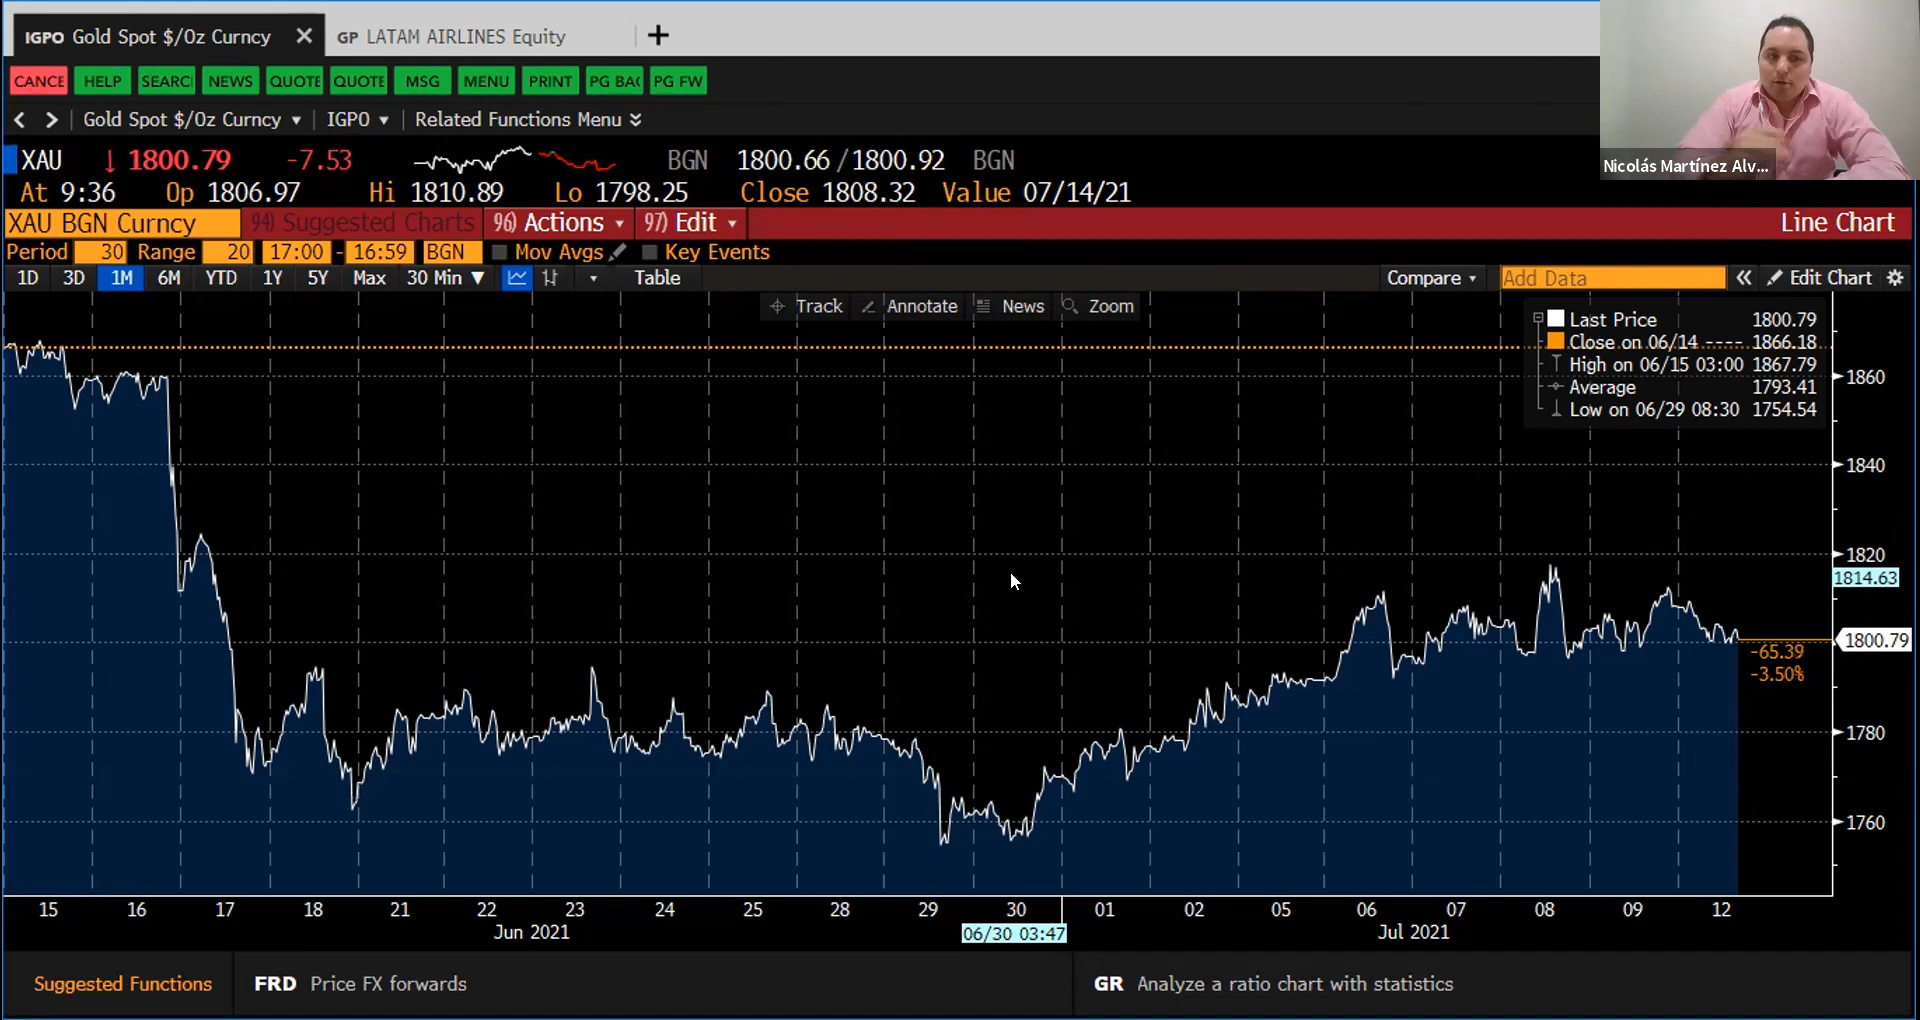 IGPO Gold Spot $/Oz Curncy ✕ GP LATAM AIRLINES Equity +
CANCE HELP SEARC NEWS QUOTE QUOTE MSG MENU PRINT PG BAC PG FW
< > Gold Spot $/Oz Curncy ▾ IGPO ▾ Related Functions Menu
XAU ↓ 1800.79 -7.53 BGN 1800.66 / 1800.92 BGN
Nicolás Martínez Alv...
At 9:36 Op 1806.97 Hi 1810.89 Lo 1798.25 Close 1808.32 Value 07/14/21
XAU BGN Curncy 94) Suggested Charts 96) Actions ▾ 97) Edit ▾ Line Chart
Period 30 Range 20 17:00 - 16:59 BGN Mov Avgs Key Events
1D 3D 1M 6M YTD 1Y 5Y Max 30 Min ▼ Table Compare ▾ Add Data « Edit Chart
Track Annotate News Zoom
Last Price 1800.79
Close on 06/14 ---- 1866.18
High on 06/15 03:00 1867.79
Average 1793.41
Low on 06/29 08:30 1754.54
1860
1840
1820
1814.63
1800.79
-65.39
-3.50%
1780
1760
15 16 17 18 21 22 23 24 25 28 29 30 01 02 05 06 07 08 09 12
Jun 2021 06/30 03:47 Jul 2021
Suggested Functions FRD Price FX forwards GR Analyze a ratio chart with statistics